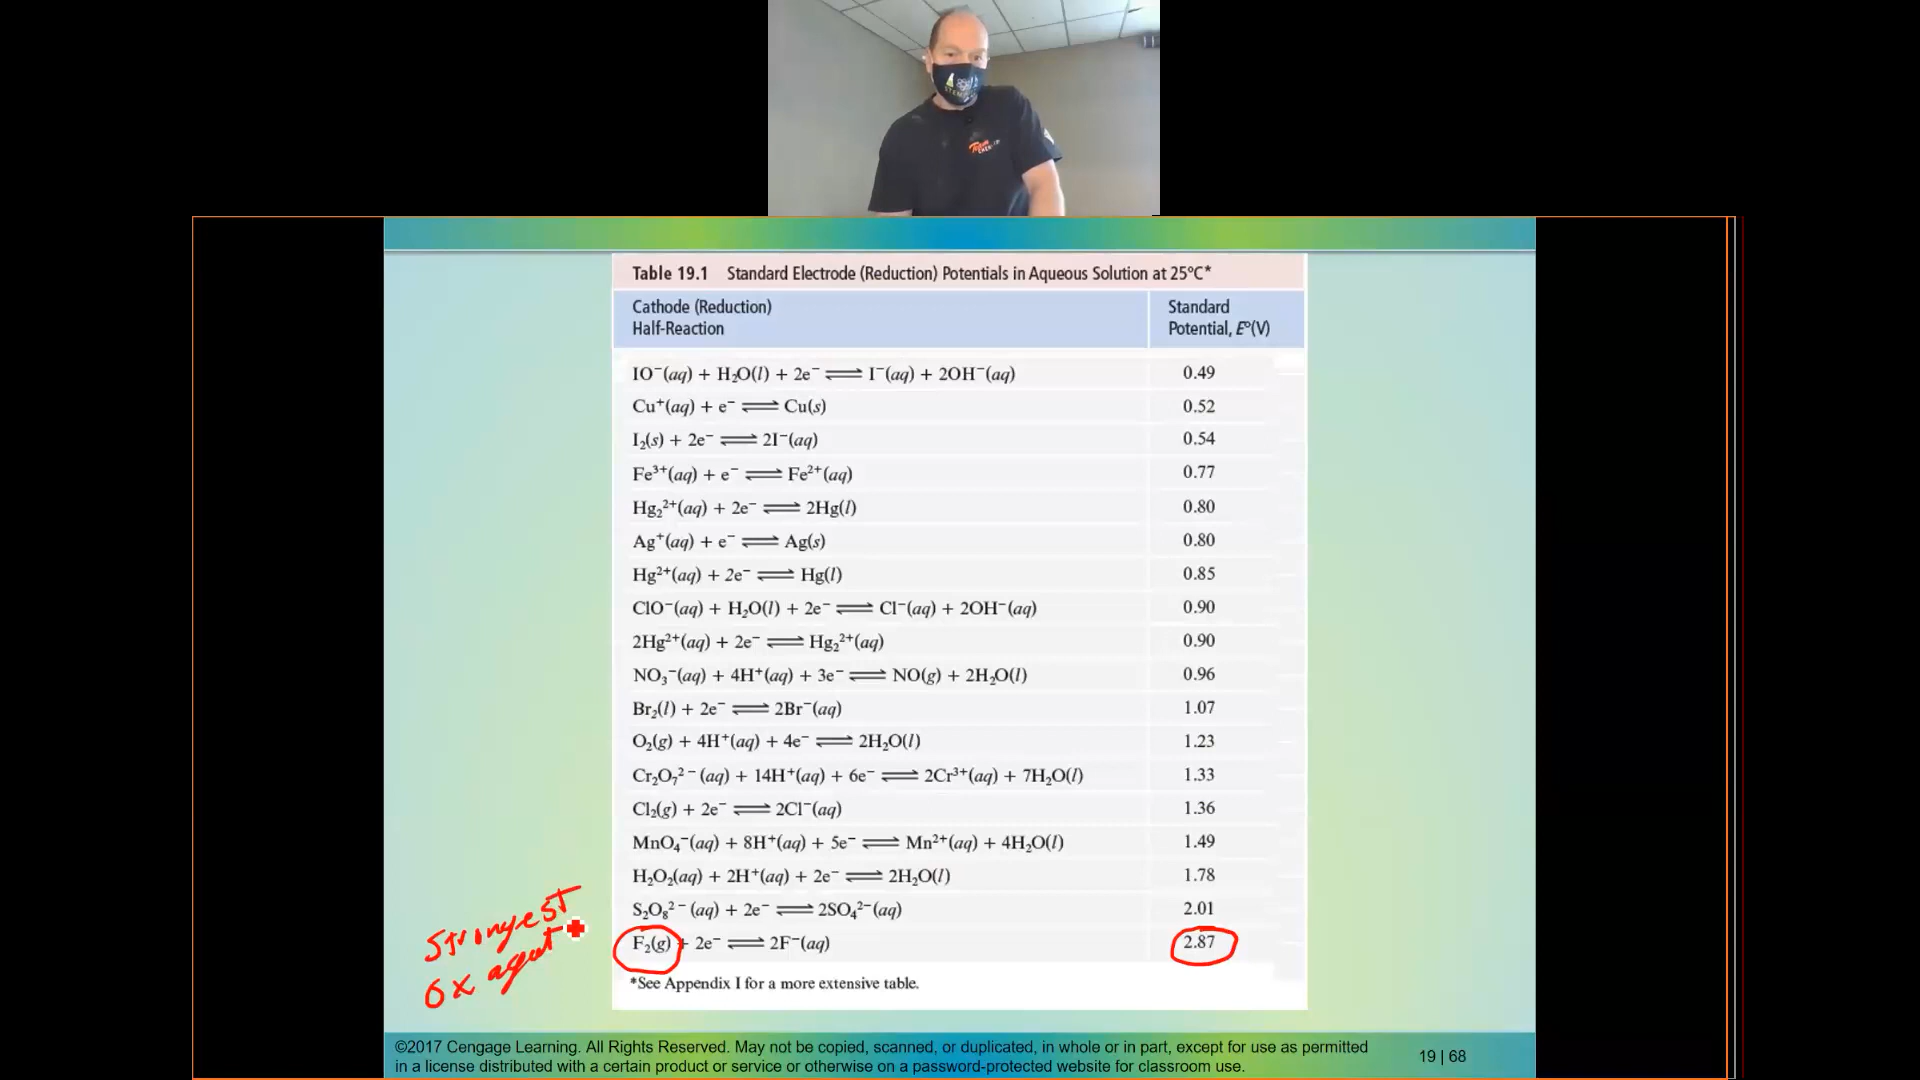 STEM
Table 19.1 Standard Electrode (Reduction) Potentials in Aqueous Solution at 25°C*
Cathode (Reduction) Half-Reaction
Standard Potential, E°(V)
IO⁻(aq) + H₂O(l) + 2e⁻ ⇌ I⁻(aq) + 2OH⁻(aq) 0.49
Cu⁺(aq) + e⁻ ⇌ Cu(s) 0.52
I₂(s) + 2e⁻ ⇌ 2I⁻(aq) 0.54
Fe³⁺(aq) + e⁻ ⇌ Fe²⁺(aq) 0.77
Hg₂²⁺(aq) + 2e⁻ ⇌ 2Hg(l) 0.80
Ag⁺(aq) + e⁻ ⇌ Ag(s) 0.80
Hg²⁺(aq) + 2e⁻ ⇌ Hg(l) 0.85
ClO⁻(aq) + H₂O(l) + 2e⁻ ⇌ Cl⁻(aq) + 2OH⁻(aq) 0.90
2Hg²⁺(aq) + 2e⁻ ⇌ Hg₂²⁺(aq) 0.90
NO₃⁻(aq) + 4H⁺(aq) + 3e⁻ ⇌ NO(g) + 2H₂O(l) 0.96
Br₂(l) + 2e⁻ ⇌ 2Br⁻(aq) 1.07
O₂(g) + 4H⁺(aq) + 4e⁻ ⇌ 2H₂O(l) 1.23
Cr₂O₇²⁻(aq) + 14H⁺(aq) + 6e⁻ ⇌ 2Cr³⁺(aq) + 7H₂O(l) 1.33
Cl₂(g) + 2e⁻ ⇌ 2Cl⁻(aq) 1.36
MnO₄⁻(aq) + 8H⁺(aq) + 5e⁻ ⇌ Mn²⁺(aq) + 4H₂O(l) 1.49
H₂O₂(aq) + 2H⁺(aq) + 2e⁻ ⇌ 2H₂O(l) 1.78
S₂O₈²⁻(aq) + 2e⁻ ⇌ 2SO₄²⁻(aq) 2.01
F₂(g) + 2e⁻ ⇌ 2F⁻(aq) 2.87
*See Appendix I for a more extensive table.
Strongest
Ox agent
©2017 Cengage Learning. All Rights Reserved. May not be copied, scanned, or duplicated, in whole or in part, except for use as permitted
in a license distributed with a certain product or service or otherwise on a password-protected website for classroom use.
19 | 68